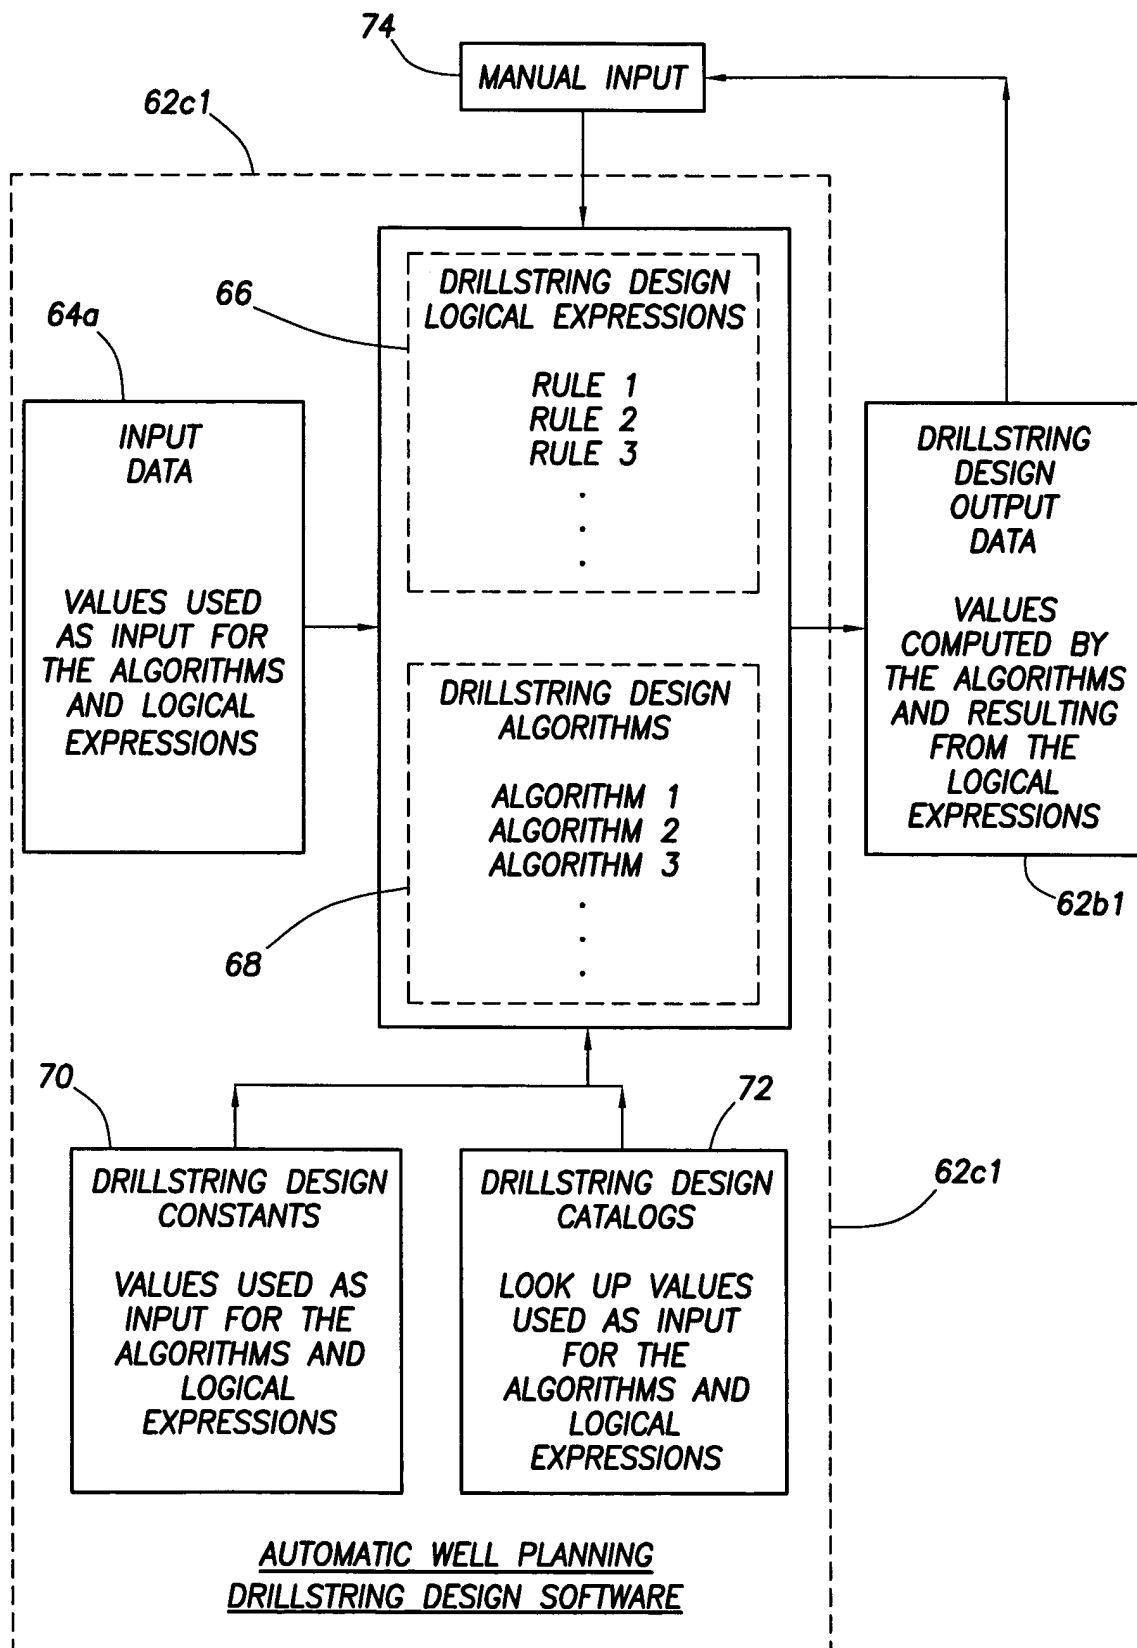 74
MANUAL INPUT
62c1
66
DRILLSTRING DESIGN
LOGICAL EXPRESSIONS
RULE 1
RULE 2
RULE 3
.
.
.
64a
INPUT
DATA
VALUES USED
AS INPUT FOR
THE ALGORITHMS
AND LOGICAL
EXPRESSIONS
DRILLSTRING DESIGN
ALGORITHMS
ALGORITHM 1
ALGORITHM 2
ALGORITHM 3
.
.
.
68
DRILLSTRING
DESIGN
OUTPUT
DATA
VALUES
COMPUTED BY
THE ALGORITHMS
AND RESULTING
FROM THE
LOGICAL
EXPRESSIONS
62b1
70
DRILLSTRING DESIGN
CONSTANTS
VALUES USED AS
INPUT FOR THE
ALGORITHMS AND
LOGICAL
EXPRESSIONS
72
DRILLSTRING DESIGN
CATALOGS
LOOK UP VALUES
USED AS INPUT
FOR THE
ALGORITHMS AND
LOGICAL
EXPRESSIONS
62c1
AUTOMATIC WELL PLANNING
DRILLSTRING DESIGN SOFTWARE